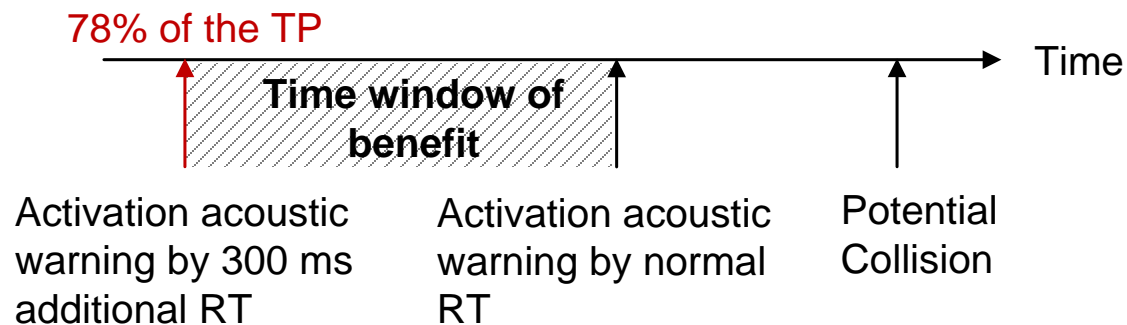 78% of the TP
Time
Time window of
benefit
Activation acoustic
warning by 300 ms
additional RT
Activation acoustic
warning by normal
RT
Potential
Collision